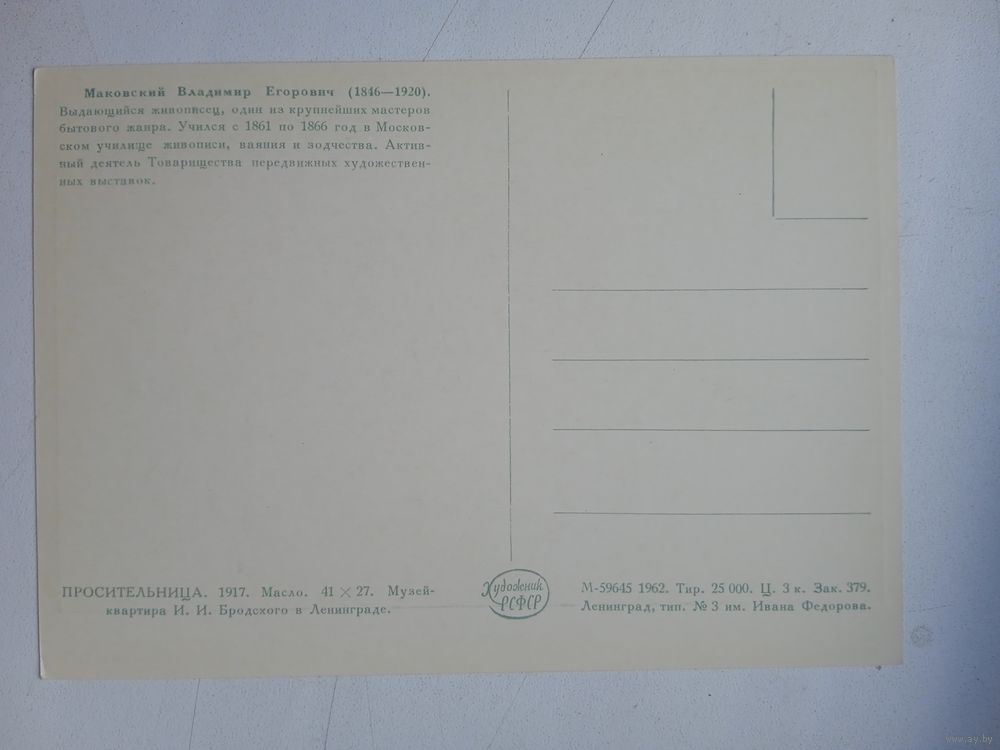 Маковский Владимир Егорович (1846—1920).
Выдающийся живописец, один из крупнейших мастеров
бытового жанра. Учился с 1861 по 1866 год в Москов-
ском училище живописи, ваяния и зодчества. Актив-
ный деятель Товарищества передвижных художествен-
ных выставок.
ПРОСИТЕЛЬНИЦА. 1917. Масло. 41 × 27. Музей-
квартира И. И. Бродского в Ленинграде.
Художник
РСФСР
М-59645 1962. Тир. 25 000. Ц. 3 к. Зак. 379.
Ленинград, тип. № 3 им. Ивана Федорова.
www.ay.by